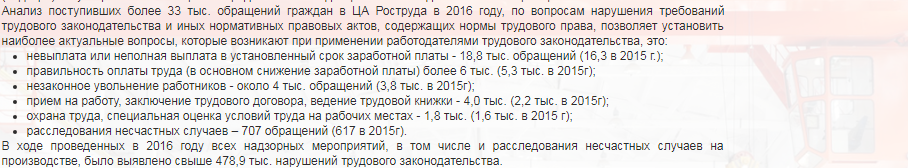 Анализ поступивших более 33 тыс. обращений граждан в ЦА Роструда в 2016 году, по вопросам нарушения требований
трудового законодательства и иных нормативных правовых актов, содержащих нормы трудового права, позволяет установить
наиболее актуальные вопросы, которые возникают при применении работодателями трудового законодательства, это:
• невыплата или неполная выплата в установленный срок заработной платы - 18,8 тыс. обращений (16,3 в 2015 г.);
• правильность оплаты труда (в основном снижение заработной платы) более 6 тыс. (5,3 тыс. в 2015г);
• незаконное увольнение работников - около 4 тыс. обращений (3,8 тыс. в 2015г);
• прием на работу, заключение трудового договора, ведение трудовой книжки - 4,0 тыс. (2,2 тыс. в 2015г);
• охрана труда, специальная оценка условий труда на рабочих местах - 1,8 тыс. (1,6 тыс. в 2015 г);
• расследования несчастных случаев – 707 обращений (617 в 2015г).
В ходе проведенных в 2016 году всех надзорных мероприятий, в том числе и расследования несчастных случаев на
производстве, было выявлено свыше 478,9 тыс. нарушений трудового законодательства.